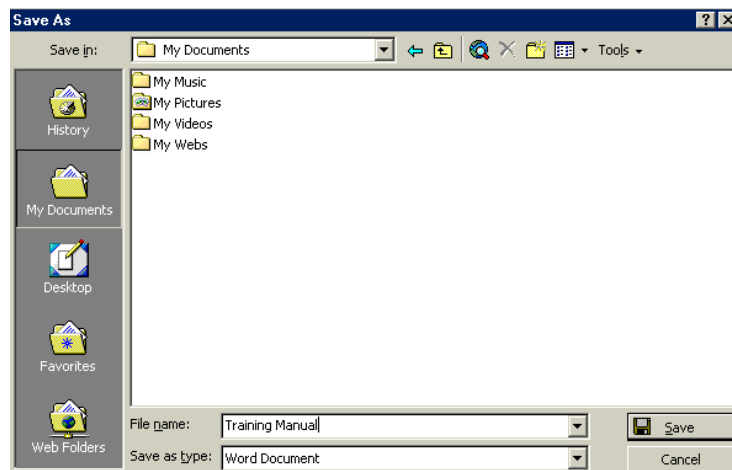 Save As
Save in: My Documents Tools
My Music
My Pictures
My Videos
My Webs
History
My Documents
Desktop
Favorites
Web Folders
File name: Training Manual Save
Save as type: Word Document Cancel